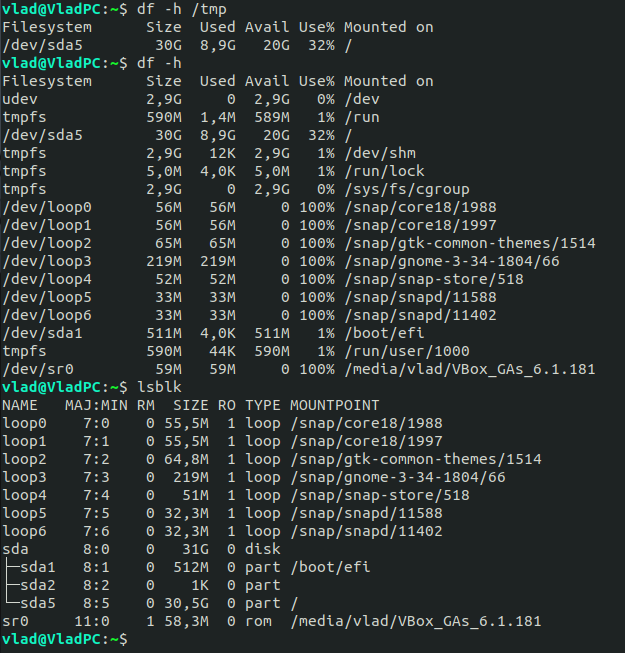 vlad@VladPC:~$ df -h /tmp
Filesystem      Size  Used Avail Use% Mounted on
/dev/sda5        30G  8,9G   20G  32% /
vlad@VladPC:~$ df -h
Filesystem      Size  Used Avail Use% Mounted on
udev            2,9G     0  2,9G   0% /dev
tmpfs           590M  1,4M  589M   1% /run
/dev/sda5        30G  8,9G   20G  32% /
tmpfs           2,9G   12K  2,9G   1% /dev/shm
tmpfs           5,0M  4,0K  5,0M   1% /run/lock
tmpfs           2,9G     0  2,9G   0% /sys/fs/cgroup
/dev/loop0       56M   56M     0 100% /snap/core18/1988
/dev/loop1       56M   56M     0 100% /snap/core18/1997
/dev/loop2       65M   65M     0 100% /snap/gtk-common-themes/1514
/dev/loop3      219M  219M     0 100% /snap/gnome-3-34-1804/66
/dev/loop4       52M   52M     0 100% /snap/snap-store/518
/dev/loop5       33M   33M     0 100% /snap/snapd/11588
/dev/loop6       33M   33M     0 100% /snap/snapd/11402
/dev/sda1       511M  4,0K  511M   1% /boot/efi
tmpfs           590M   44K  590M   1% /run/user/1000
/dev/sr0         59M   59M     0 100% /media/vlad/VBox_GAs_6.1.181
vlad@VladPC:~$ lsblk
NAME   MAJ:MIN RM  SIZE RO TYPE MOUNTPOINT
loop0    7:0    0 55,5M  1 loop /snap/core18/1988
loop1    7:1    0 55,5M  1 loop /snap/core18/1997
loop2    7:2    0 64,8M  1 loop /snap/gtk-common-themes/1514
loop3    7:3    0  219M  1 loop /snap/gnome-3-34-1804/66
loop4    7:4    0   51M  1 loop /snap/snap-store/518
loop5    7:5    0 32,3M  1 loop /snap/snapd/11588
loop6    7:6    0 32,3M  1 loop /snap/snapd/11402
sda      8:0    0   31G  0 disk
├─sda1   8:1    0  512M  0 part /boot/efi
├─sda2   8:2    0    1K  0 part
└─sda5   8:5    0 30,5G  0 part /
sr0     11:0    1 58,3M  0 rom  /media/vlad/VBox_GAs_6.1.181
vlad@VladPC:~$